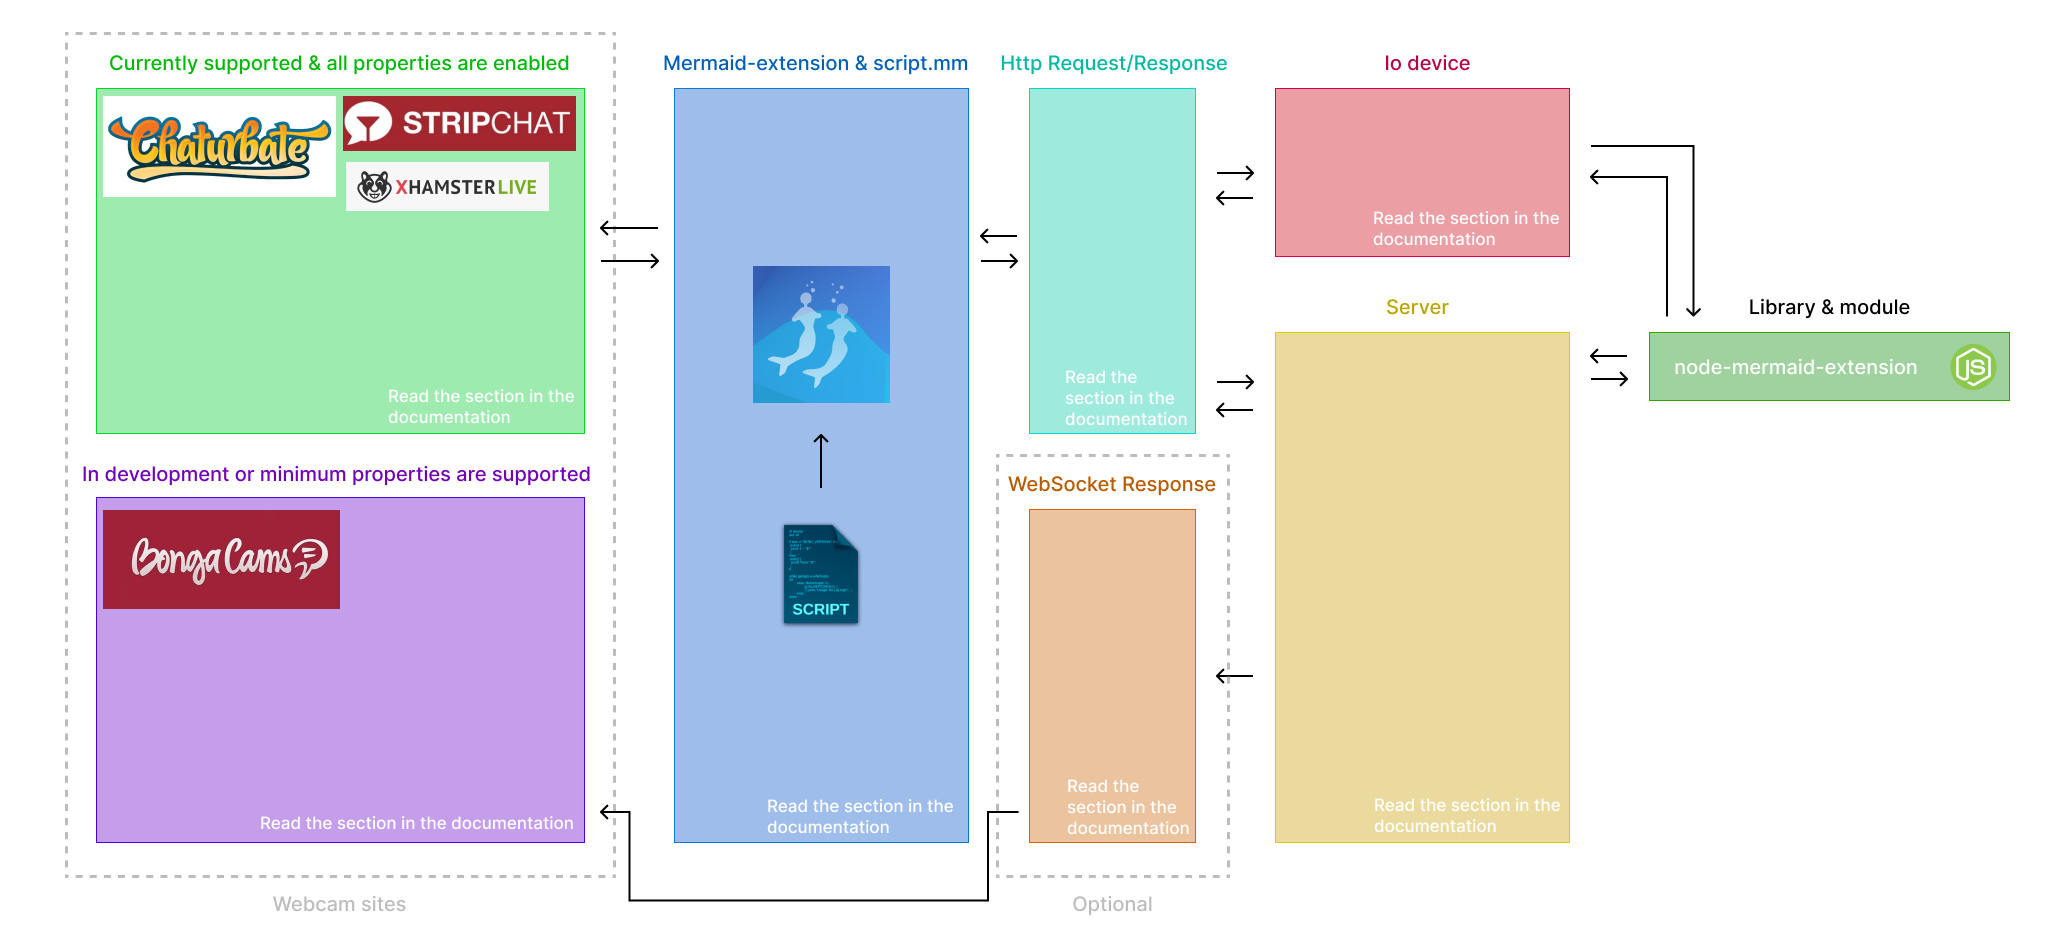 Currently supported & all properties are enabled
Chaturbate
STRIPCHAT
XHAMSTERLIVE
Read the section in the
documentation
In development or minimum properties are supported
BongaCams
Read the section in the documentation
Webcam sites
Mermaid-extension & script.mm
SCRIPT
Read the section in the
documentation
Http Request/Response
Read the
section in the
documentation
WebSocket Response
Read the
section in the
documentation
Optional
Io device
Read the section in the
documentation
Server
Read the section in the
documentation
Library & module
node-mermaid-extension
JS